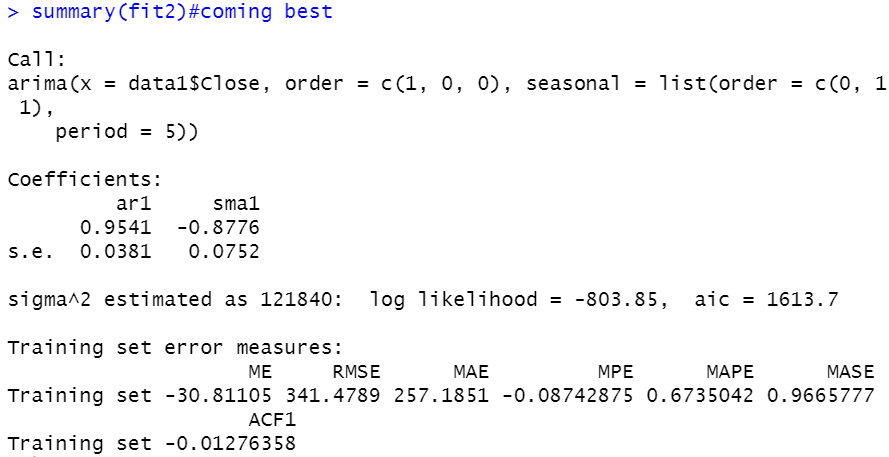 > summary(fit2)#coming best
Call:
arima(x = data1$Close, order = c(1, 0, 0), seasonal = list(order = c(0, 1
 1),
    period = 5))
Coefficients:
         ar1     sma1
      0.9541  -0.8776
s.e.  0.0381   0.0752
sigma^2 estimated as 121840:  log likelihood = -803.85,  aic = 1613.7
Training set error measures:
                    ME     RMSE      MAE         MPE      MAPE      MASE
Training set -30.81105 341.4789 257.1851 -0.08742875 0.6735042 0.9665777
                    ACF1
Training set -0.01276358